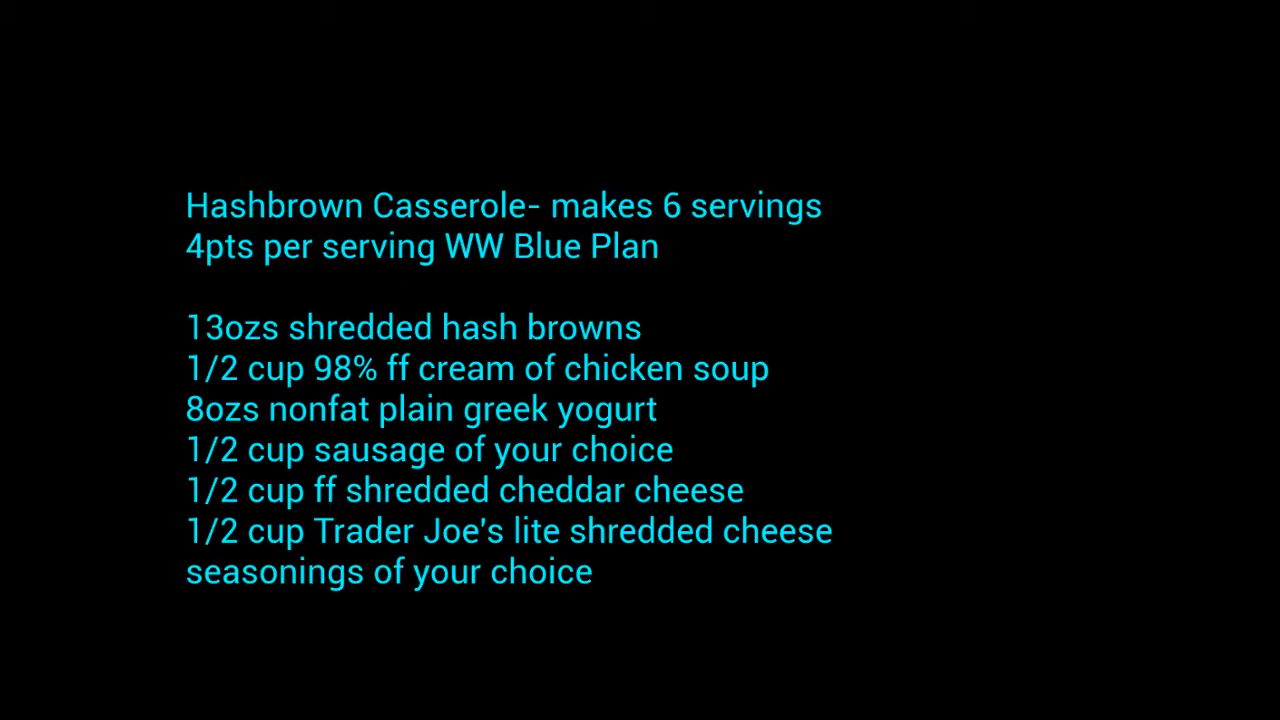 Hashbrown Casserole- makes 6 servings
4pts per serving WW Blue Plan
13ozs shredded hash browns
1/2 cup 98% ff cream of chicken soup
8ozs nonfat plain greek yogurt
1/2 cup sausage of your choice
1/2 cup ff shredded cheddar cheese
1/2 cup Trader Joe's lite shredded cheese
seasonings of your choice